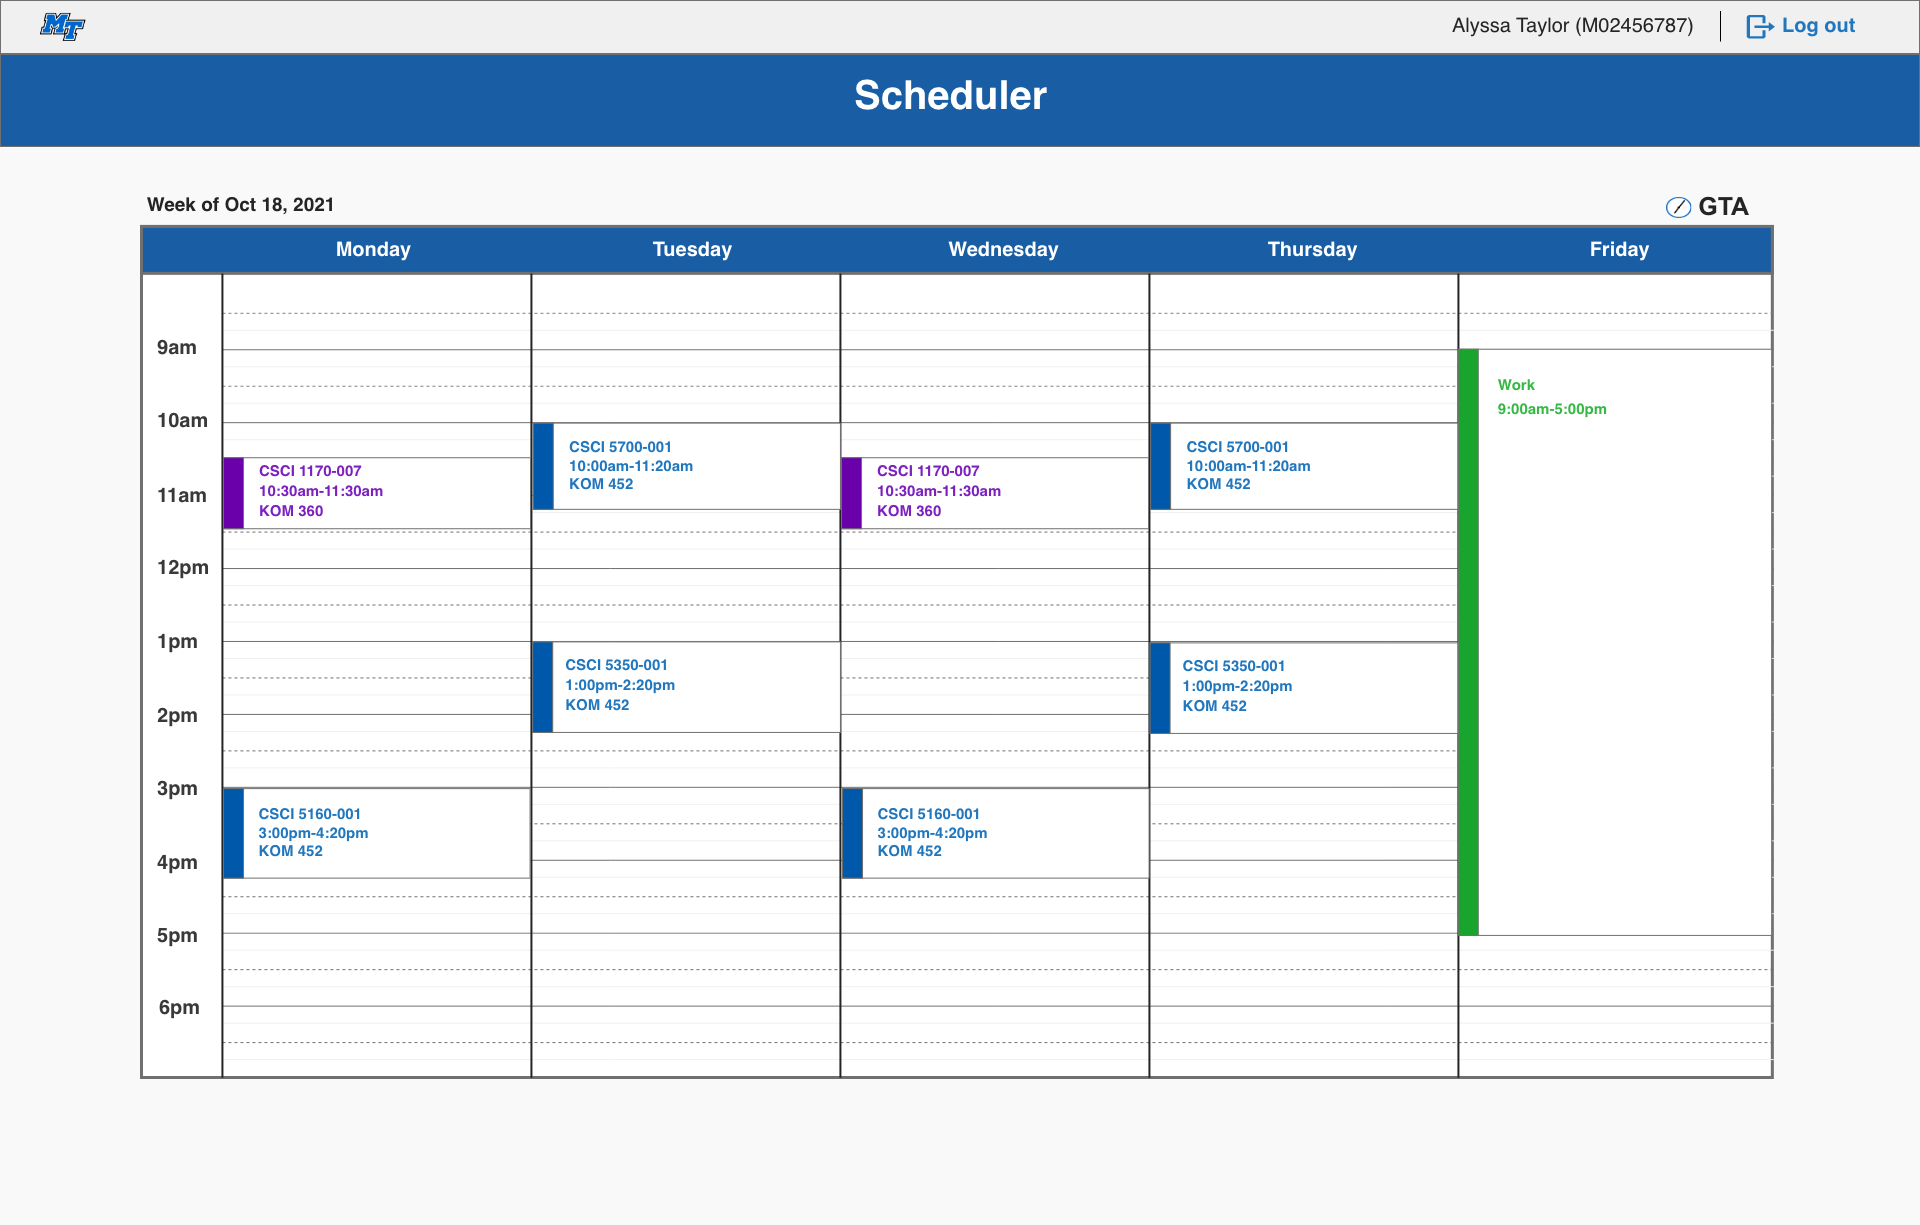 MT
Alyssa Taylor (M02456787)
Log out
Scheduler
Week of Oct 18, 2021
GTA
Monday
Tuesday
Wednesday
Thursday
Friday
9am
10am
11am
12pm
1pm
2pm
3pm
4pm
5pm
6pm
CSCI 1170-007
10:30am-11:30am
KOM 360
CSCI 5160-001
3:00pm-4:20pm
KOM 452
CSCI 5700-001
10:00am-11:20am
KOM 452
CSCI 5350-001
1:00pm-2:20pm
KOM 452
CSCI 1170-007
10:30am-11:30am
KOM 360
CSCI 5160-001
3:00pm-4:20pm
KOM 452
CSCI 5700-001
10:00am-11:20am
KOM 452
CSCI 5350-001
1:00pm-2:20pm
KOM 452
Work
9:00am-5:00pm